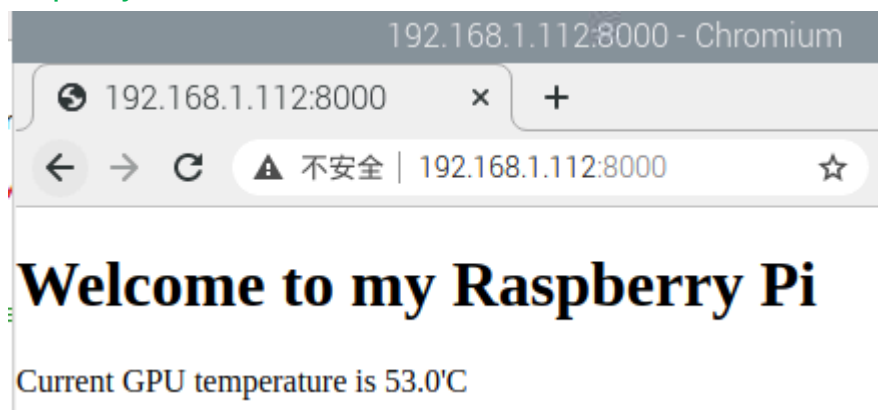 192.168.1.112:8000 - Chromium
192.168.1.112:8000
不安全 192.168.1.112:8000
Welcome to my Raspberry Pi
Current GPU temperature is 53.0'C